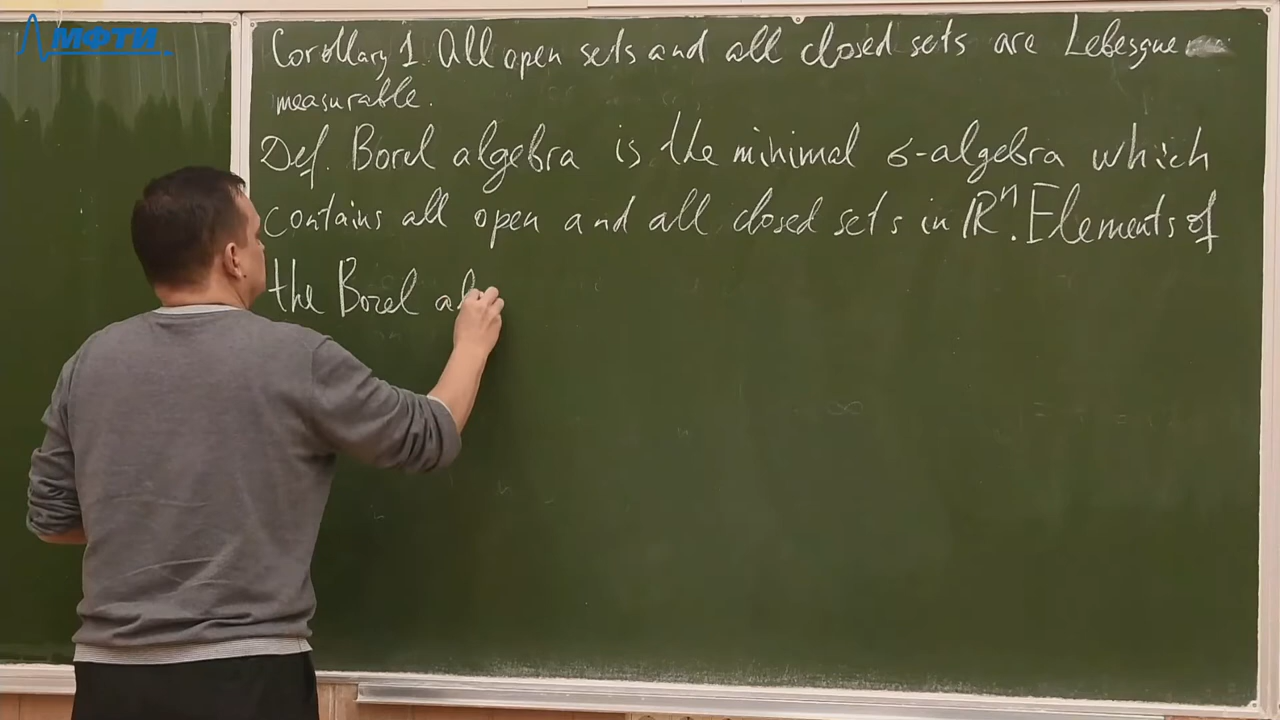 МФТИ
Corollary 1. All open sets and all closed sets are Lebesgue
measurable.
Def. Borel algebra is the minimal σ-algebra which
contains all open and all closed sets in ℝⁿ. Elements of
the Borel al